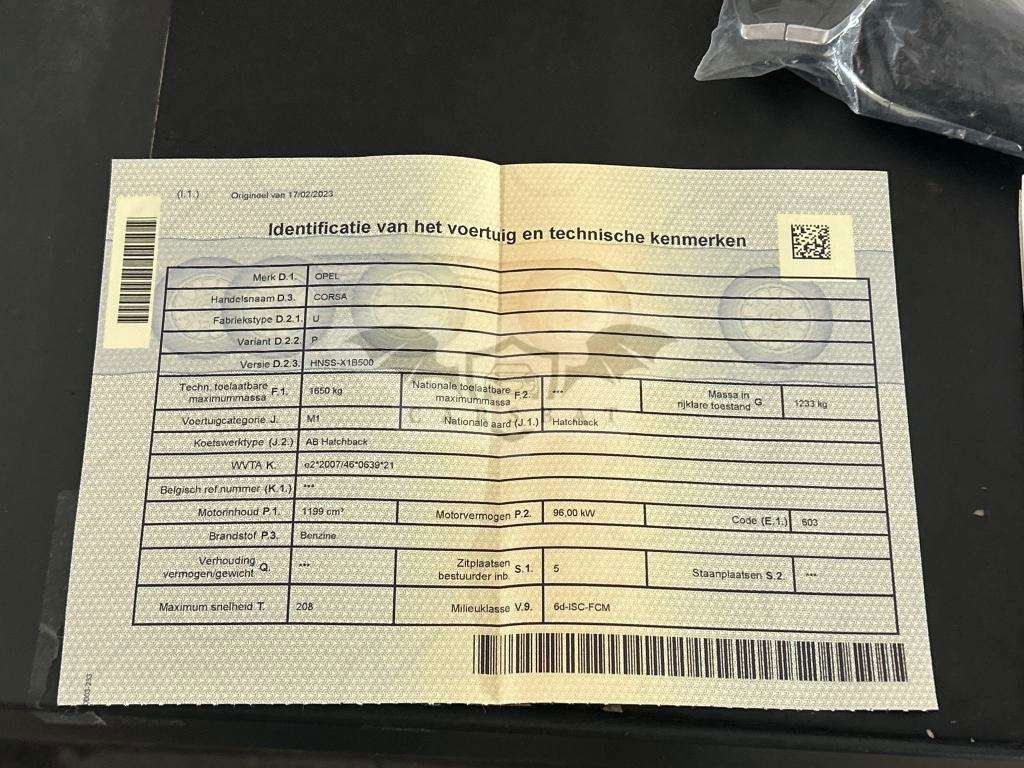 (I.1.) Origineel van 17/02/2023
Identificatie van het voertuig en technische kenmerken
Merk D.1. OPEL
Handelsnaam D.3. CORSA
Fabriekstype D.2.1. U
Variant D.2.2. P
Versie D.2.3. HNSS-X1B500
Techn. toelaatbare maximummassa F.1. 1650 kg Nationale toelaatbare maximummassa F.2. *** Massa in rijklare toestand G. 1233 kg
Voertuigcategorie J. M1 Nationale aard (J.1.) Hatchback
Koetswerktype (J.2.) AB Hatchback
WVTA K. e2*2007/46*0639*21
Belgisch ref.nummer (K.1.) ***
Motorinhoud P.1. 1199 cm³ Motorvermogen P.2. 96,00 kW Code (E.1.) 603
Brandstof P.3. Benzine
Verhouding vermogen/gewicht Q. *** Zitplaatsen bestuurder inb. S.1. 5 Staanplaatsen S.2. ***
Maximum snelheid T. 208 Milieuklasse V.9. 6d-ISC-FCM